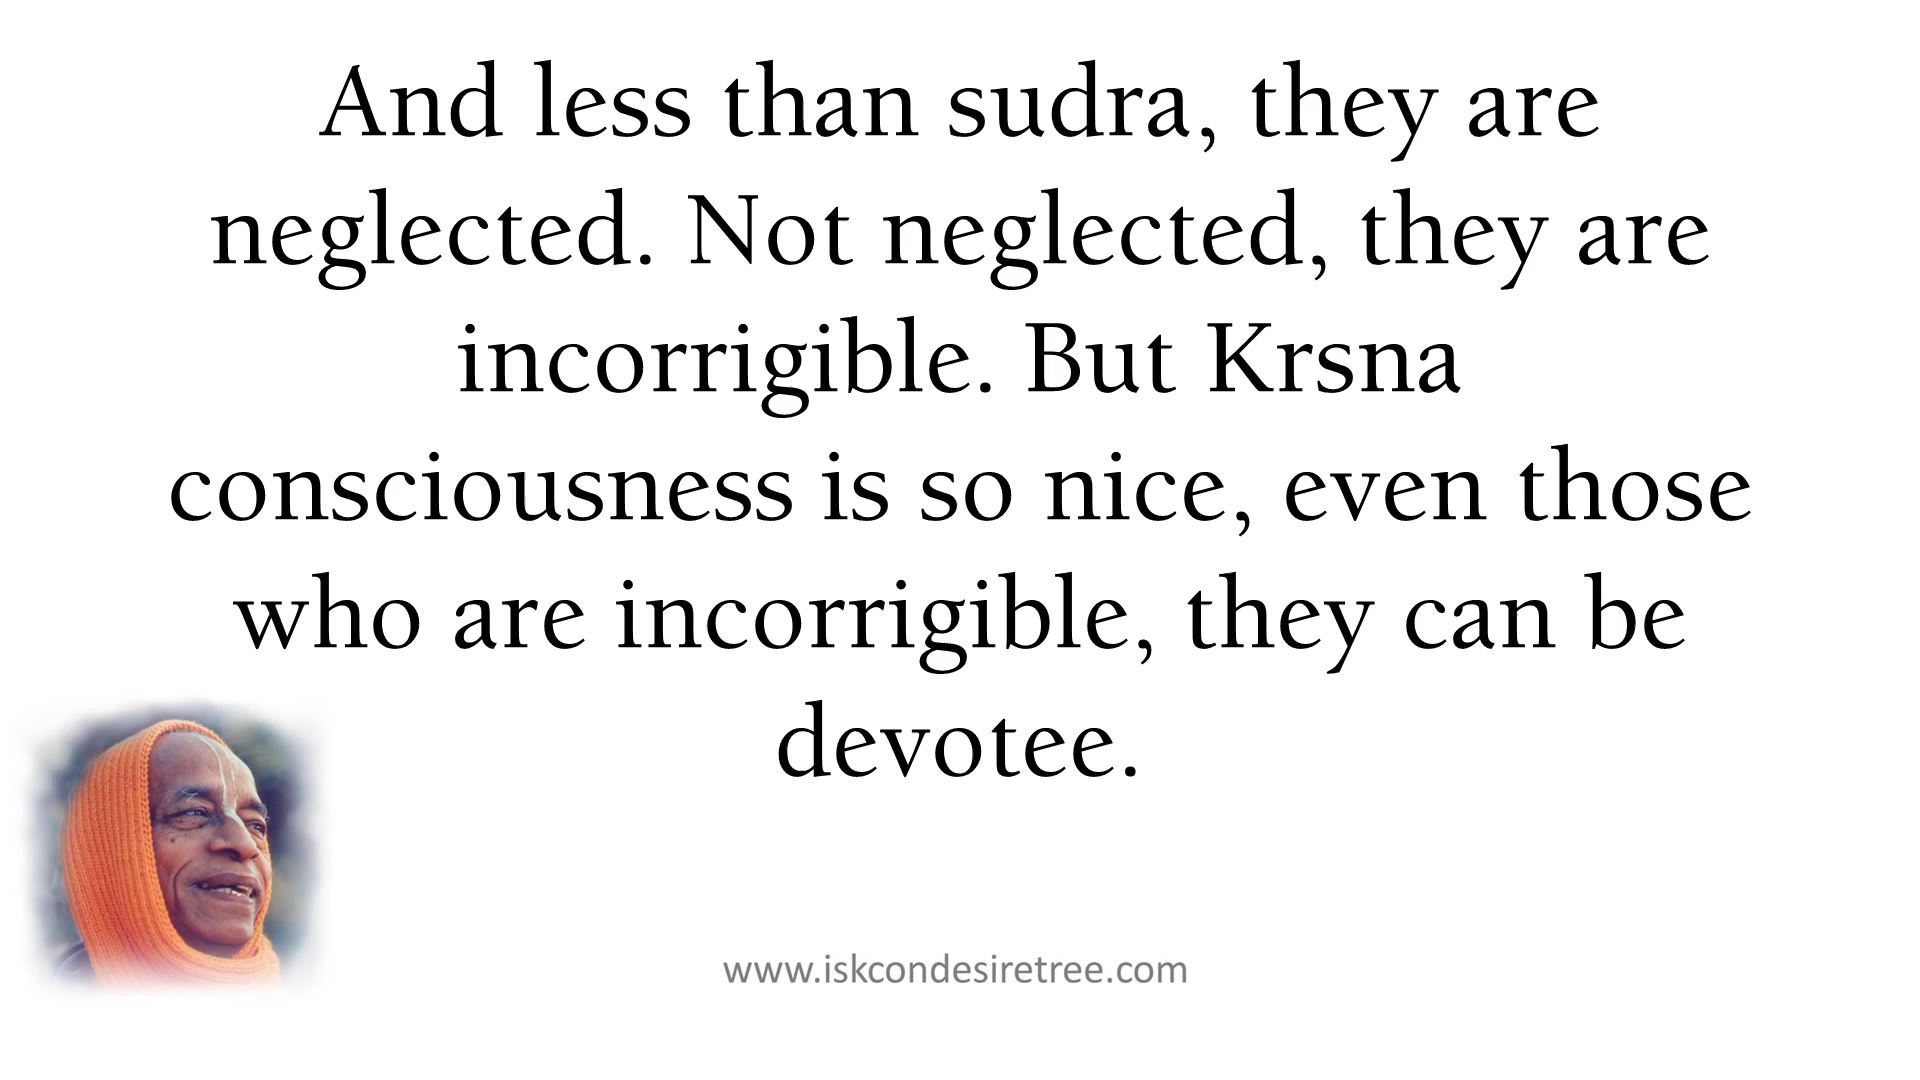 And less than sudra, they are
neglected. Not neglected, they are
incorrigible. But Krsna
consciousness is so nice, even those
who are incorrigible, they can be
devotee.
www.iskcondesiretree.com